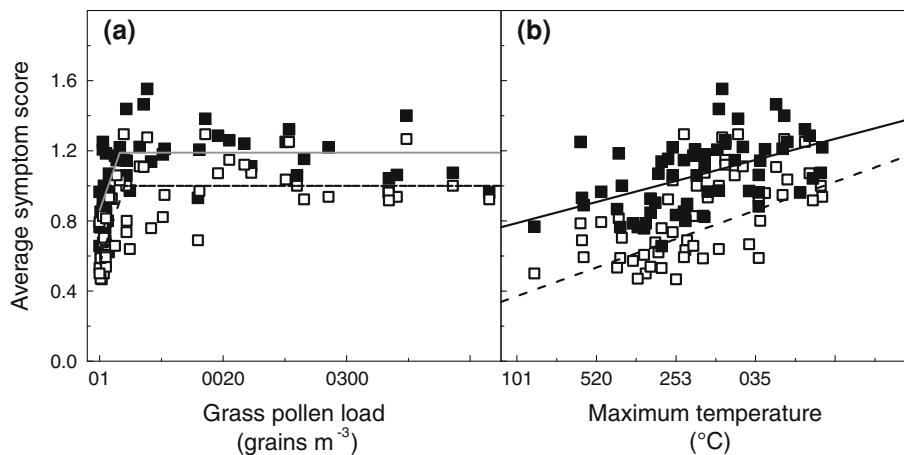 (a)
(b)
Average symptom score
1.6
1.2
0.8
0.4
0.0
01 0020 0300
101 520 253 035
Grass pollen load
(grains m-3)
Maximum temperature
(°C)